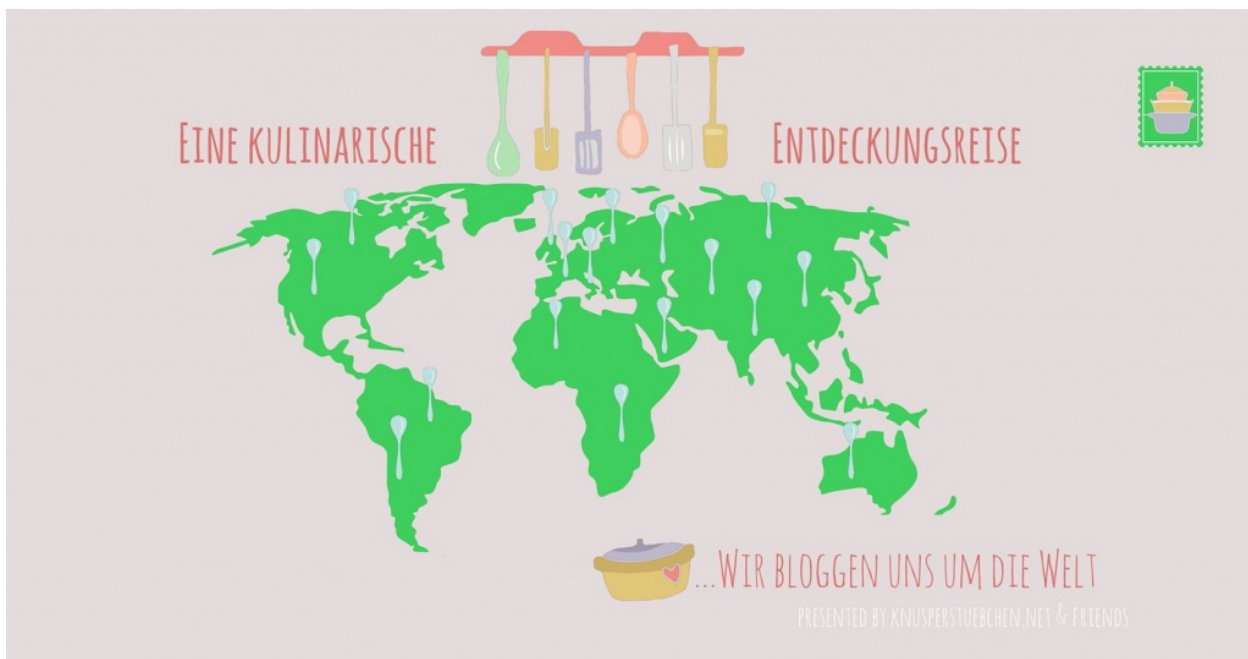 EINE KULINARISCHE ENTDECKUNGSREISE
...WIR BLOGGEN UNS UM DIE WELT
PRESENTED BY KNUSPERSTUEBCHEN.NET & FRIENDS